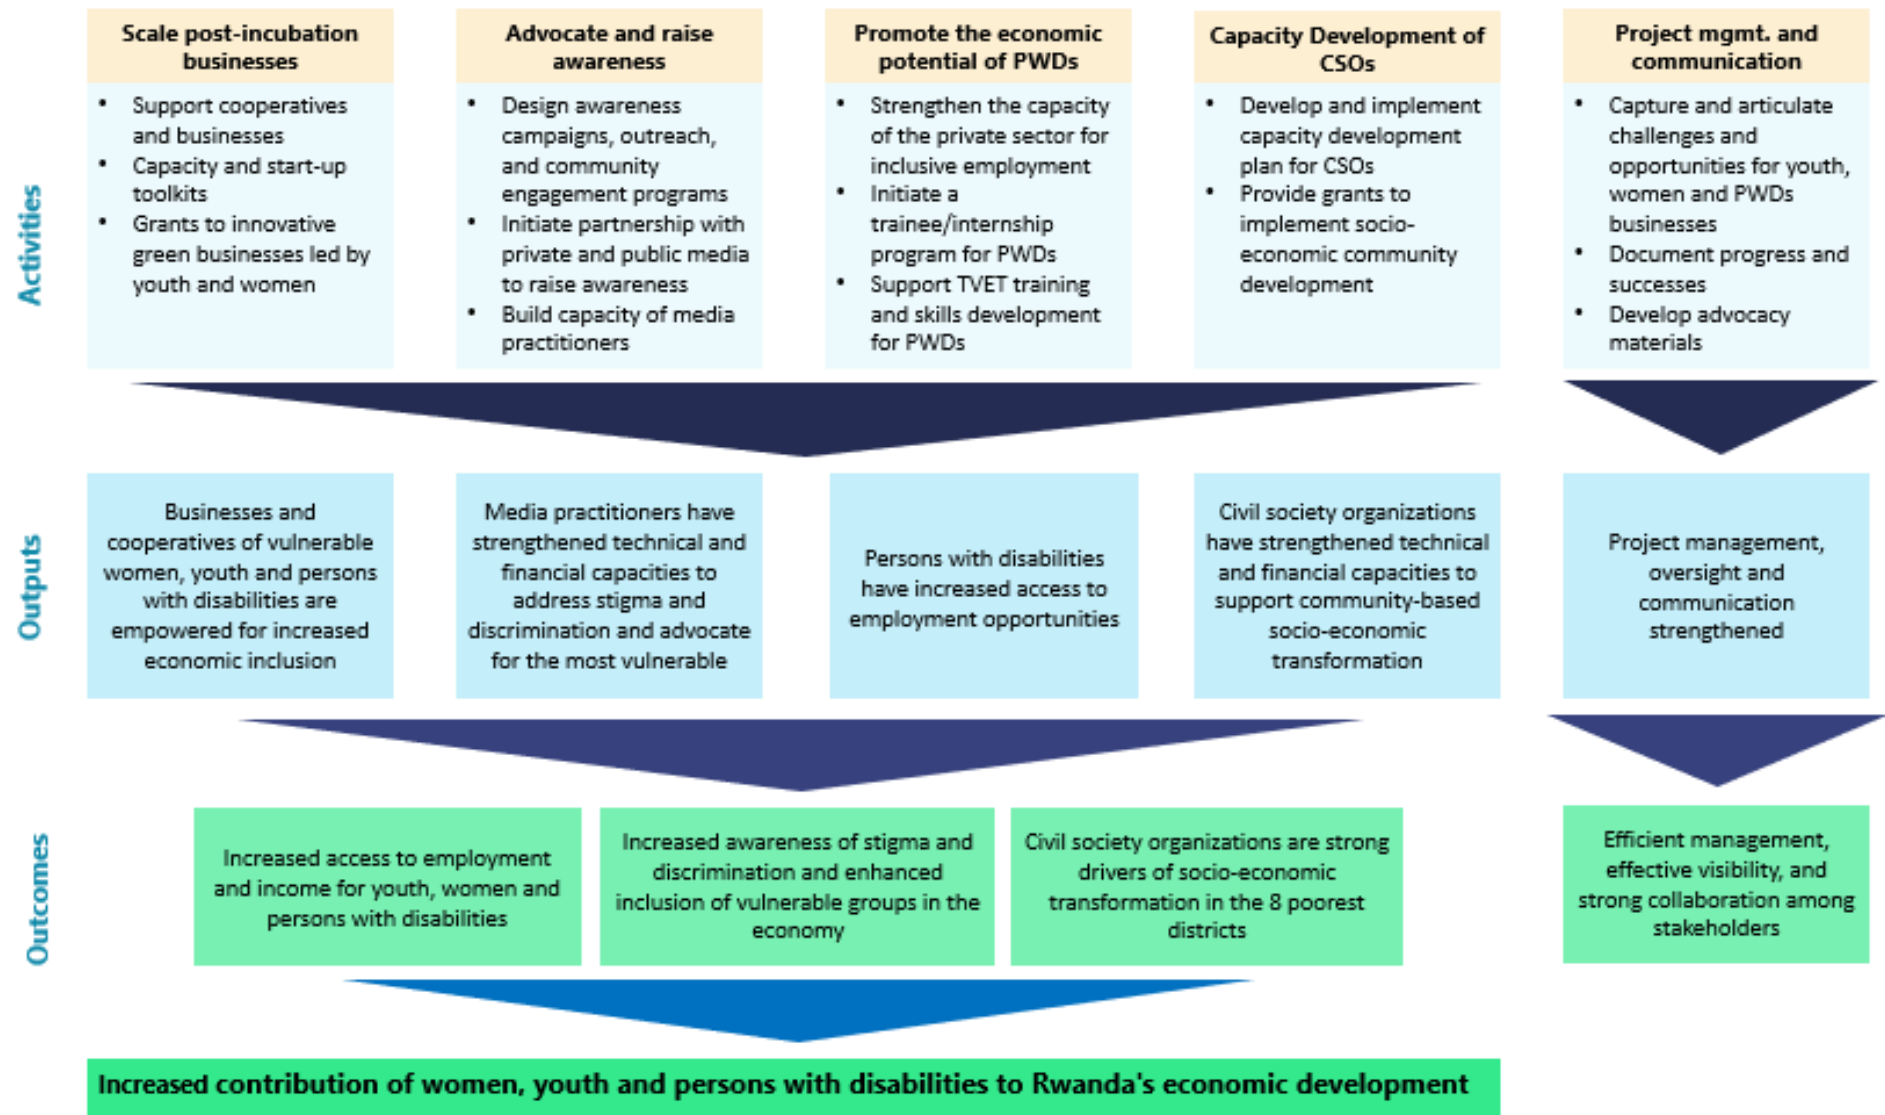 Activities
Scale post-incubation
businesses
• Support cooperatives
and businesses
• Capacity and start-up
toolkits
• Grants to innovative
green businesses led by
youth and women
Advocate and raise
awareness
• Design awareness
campaigns, outreach,
and community
engagement programs
• Initiate partnership with
private and public media
to raise awareness
• Build capacity of media
practitioners
Promote the economic
potential of PWDs
• Strengthen the capacity
of the private sector for
inclusive employment
• Initiate a
trainee/internship
program for PWDs
• Support TVET training
and skills development
for PWDs
Capacity Development of
CSOs
• Develop and implement
capacity development
plan for CSOs
• Provide grants to
implement socio-
economic community
development
Project mgmt. and
communication
• Capture and articulate
challenges and
opportunities for youth,
women and PWDs
businesses
• Document progress and
successes
• Develop advocacy
materials
Outputs
Businesses and
cooperatives of vulnerable
women, youth and persons
with disabilities are
empowered for increased
economic inclusion
Media practitioners have
strengthened technical and
financial capacities to
address stigma and
discrimination and advocate
for the most vulnerable
Persons with disabilities
have increased access to
employment opportunities
Civil society organizations
have strengthened technical
and financial capacities to
support community-based
socio-economic
transformation
Project management,
oversight and
communication
strengthened
Outcomes
Increased access to employment
and income for youth, women and
persons with disabilities
Increased awareness of stigma and
discrimination and enhanced
inclusion of vulnerable groups in the
economy
Civil society organizations are strong
drivers of socio-economic
transformation in the 8 poorest
districts
Efficient management,
effective visibility, and
strong collaboration among
stakeholders
Increased contribution of women, youth and persons with disabilities to Rwanda's economic development